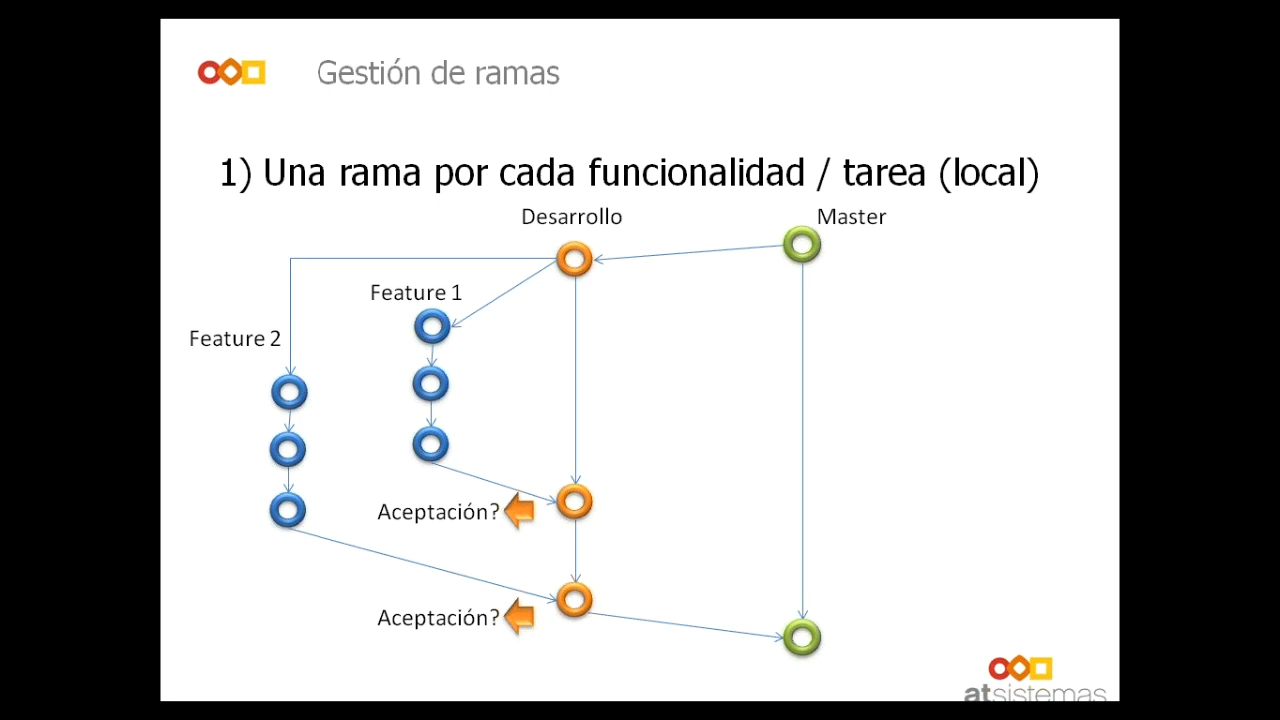 Gestión de ramas
1) Una rama por cada funcionalidad / tarea (local)
Desarrollo
Master
Feature 1
Feature 2
Aceptación?
Aceptación?
atsistemas